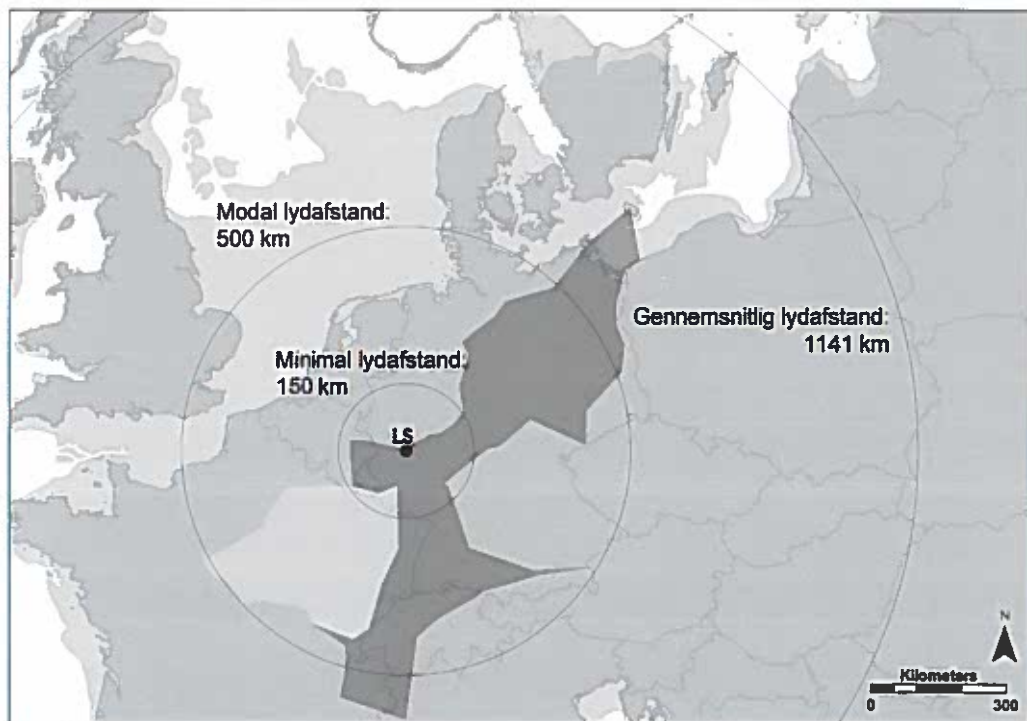 Modal lydafstand:
500 km
Gennemsnitlig lydafstand:
1141 km
Minimal lydafstand:
150 km
LS
N
Kilometers
0 300